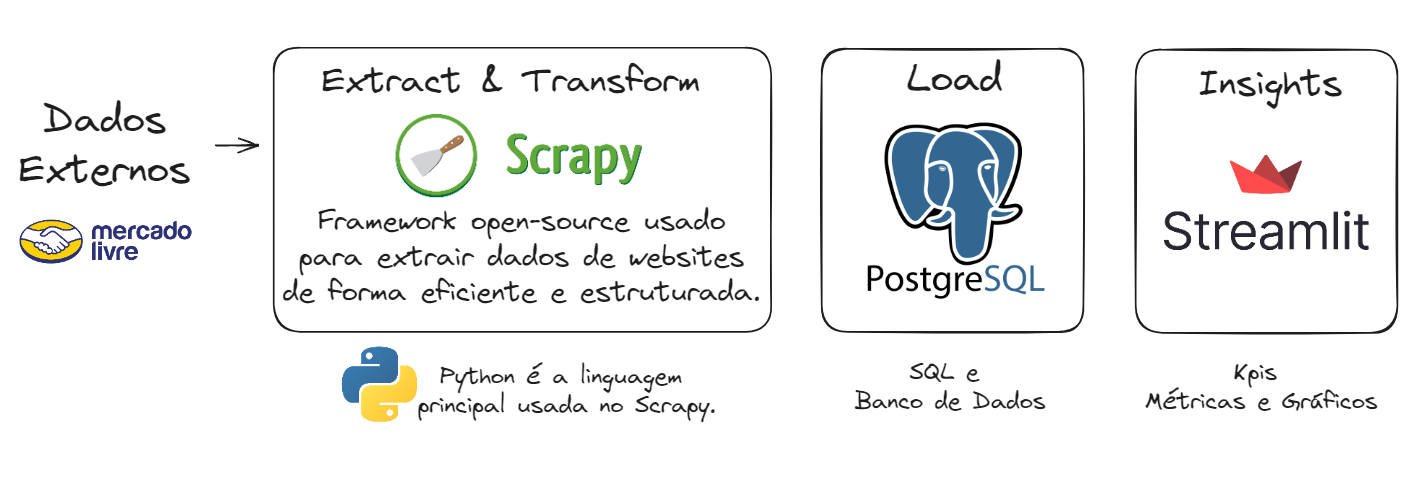 Dados
Externos
mercado
livre
Extract & Transform
Scrapy
Framework open-source usado
para extrair dados de websites
de forma eficiente e estruturada.
Python é a linguagem
principal usada no Scrapy.
Load
PostgreSQL
SQL e
Banco de Dados
Insights
Streamlit
Kpis
Métricas e Gráficos